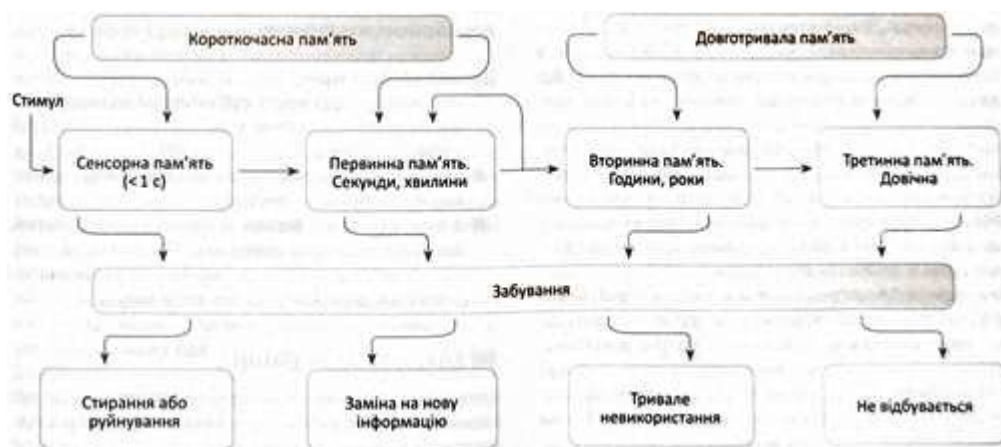 Короткочасна пам’ять
Довготривала пам’ять
Стимул
Сенсорна пам’ять
(<1 с)
Первинна пам’ять.
Секунди, хвилини
Вторинна пам’ять.
Години, роки
Третинна пам’ять.
Довічна
Забування
Стирання або
руйнування
Заміна на нову
інформацію
Тривале
невикористання
Не відбувається